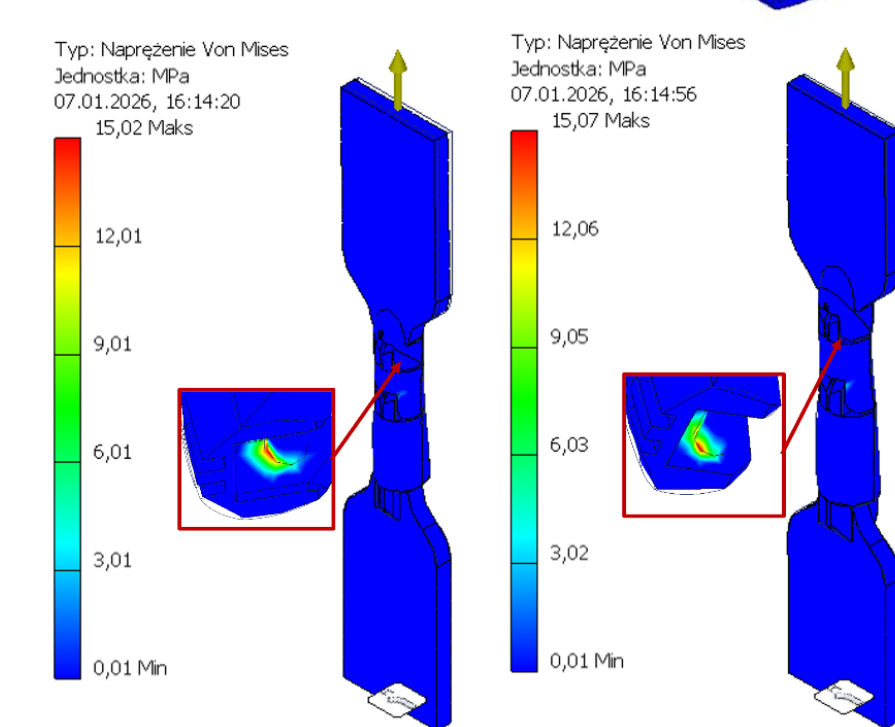 Typ: Naprężenie Von Mises
Jednostka: MPa
07.01.2026, 16:14:20
15,02 Maks
12,01
9,01
6,01
3,01
0,01 Min
Typ: Naprężenie Von Mises
Jednostka: MPa
07.01.2026, 16:14:56
15,07 Maks
12,06
9,05
6,03
3,02
0,01 Min